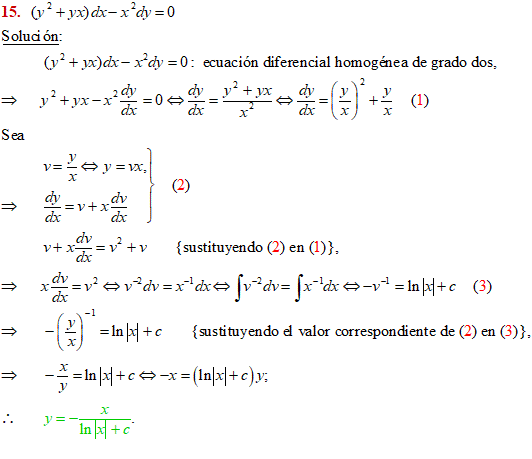 15. (y² + yx)dx − x²dy = 0
Solución:
(y² + yx)dx − x²dy = 0 : ecuación diferencial homogénea de grado dos,
⇒ y² + yx − x² dy/dx = 0 ⇔ dy/dx = (y² + yx)/x² ⇔ dy/dx = (y/x)² + y/x (1)
Sea
v = y/x ⇔ y = vx,
⇒ dy/dx = v + x dv/dx } (2)
v + x dv/dx = v² + v {sustituyendo (2) en (1)},
⇒ x dv/dx = v² ⇔ v⁻²dv = x⁻¹dx ⇔ ∫v⁻²dv = ∫x⁻¹dx ⇔ −v⁻¹ = ln|x| + c (3)
⇒ −(y/x)⁻¹ = ln|x| + c {sustituyendo el valor correspondiente de (2) en (3)},
⇒ −x/y = ln|x| + c ⇔ −x = (ln|x| + c)y;
∴ y = −x/(ln|x| + c).